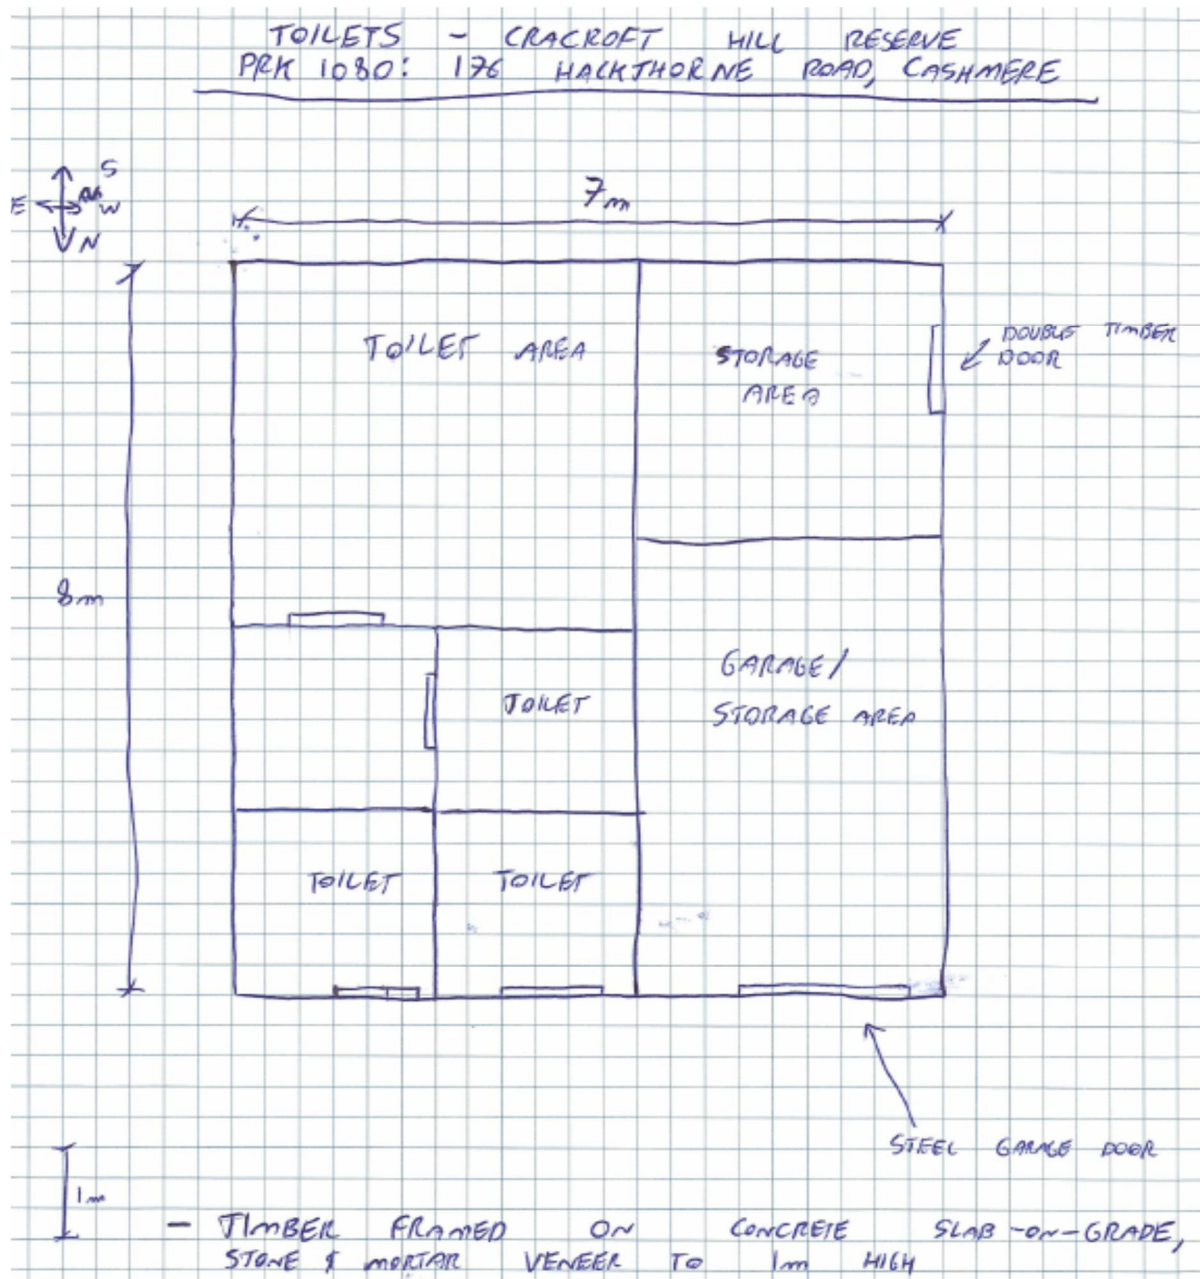 TOILETS - CRACROFT HILL RESERVE
PRK 1080: 176 HACKTHORNE ROAD, CASHMERE
S
E W
N
7m
TOILET AREA
STORAGE
AREA
DOUBLE TIMBER
DOOR
8m
GARAGE/
STORAGE AREA
TOILET
TOILET
TOILET
STEEL GARAGE DOOR
1m
- TIMBER FRAMED ON CONCRETE SLAB-ON-GRADE,
STONE & MORTAR VENEER TO 1m HIGH